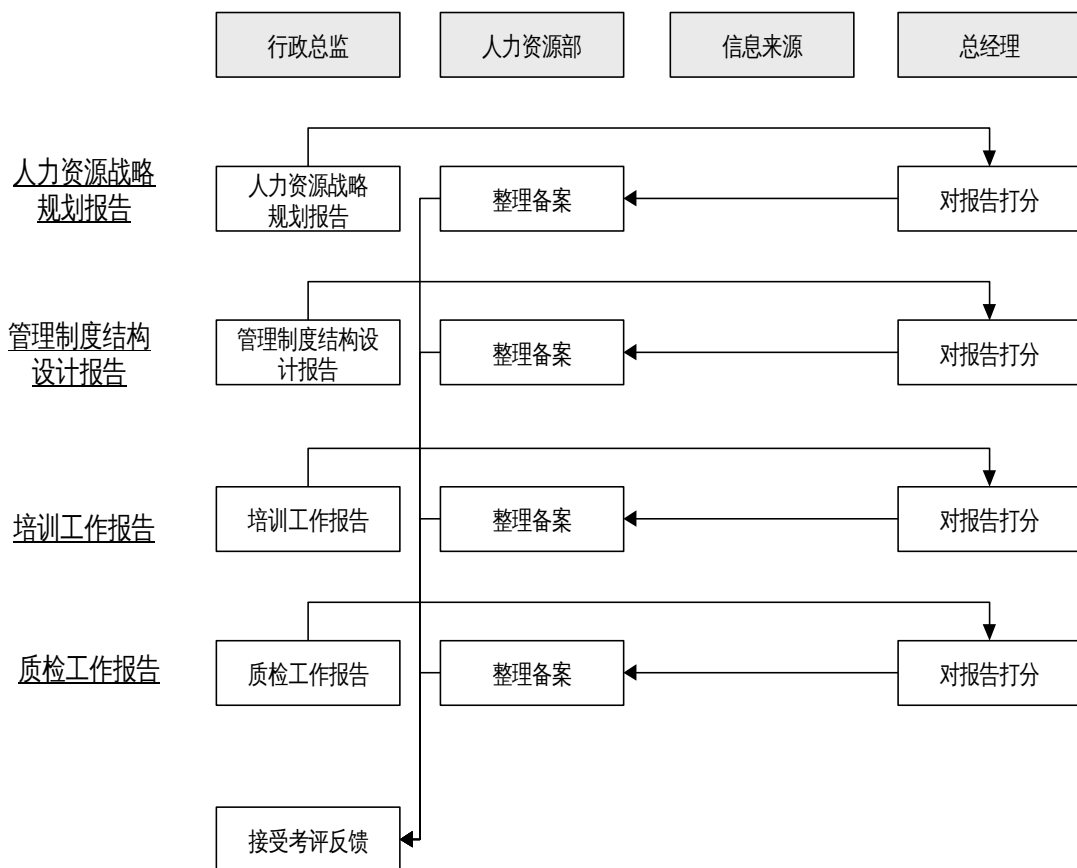 行政总监
人力资源部
信息来源
总经理
人力资源战略
规划报告
人力资源战略
规划报告
整理备案
对报告打分
管理制度结构
设计报告
管理制度结构设
计报告
整理备案
对报告打分
培训工作报告
培训工作报告
整理备案
对报告打分
质检工作报告
质检工作报告
整理备案
对报告打分
接受考评反馈